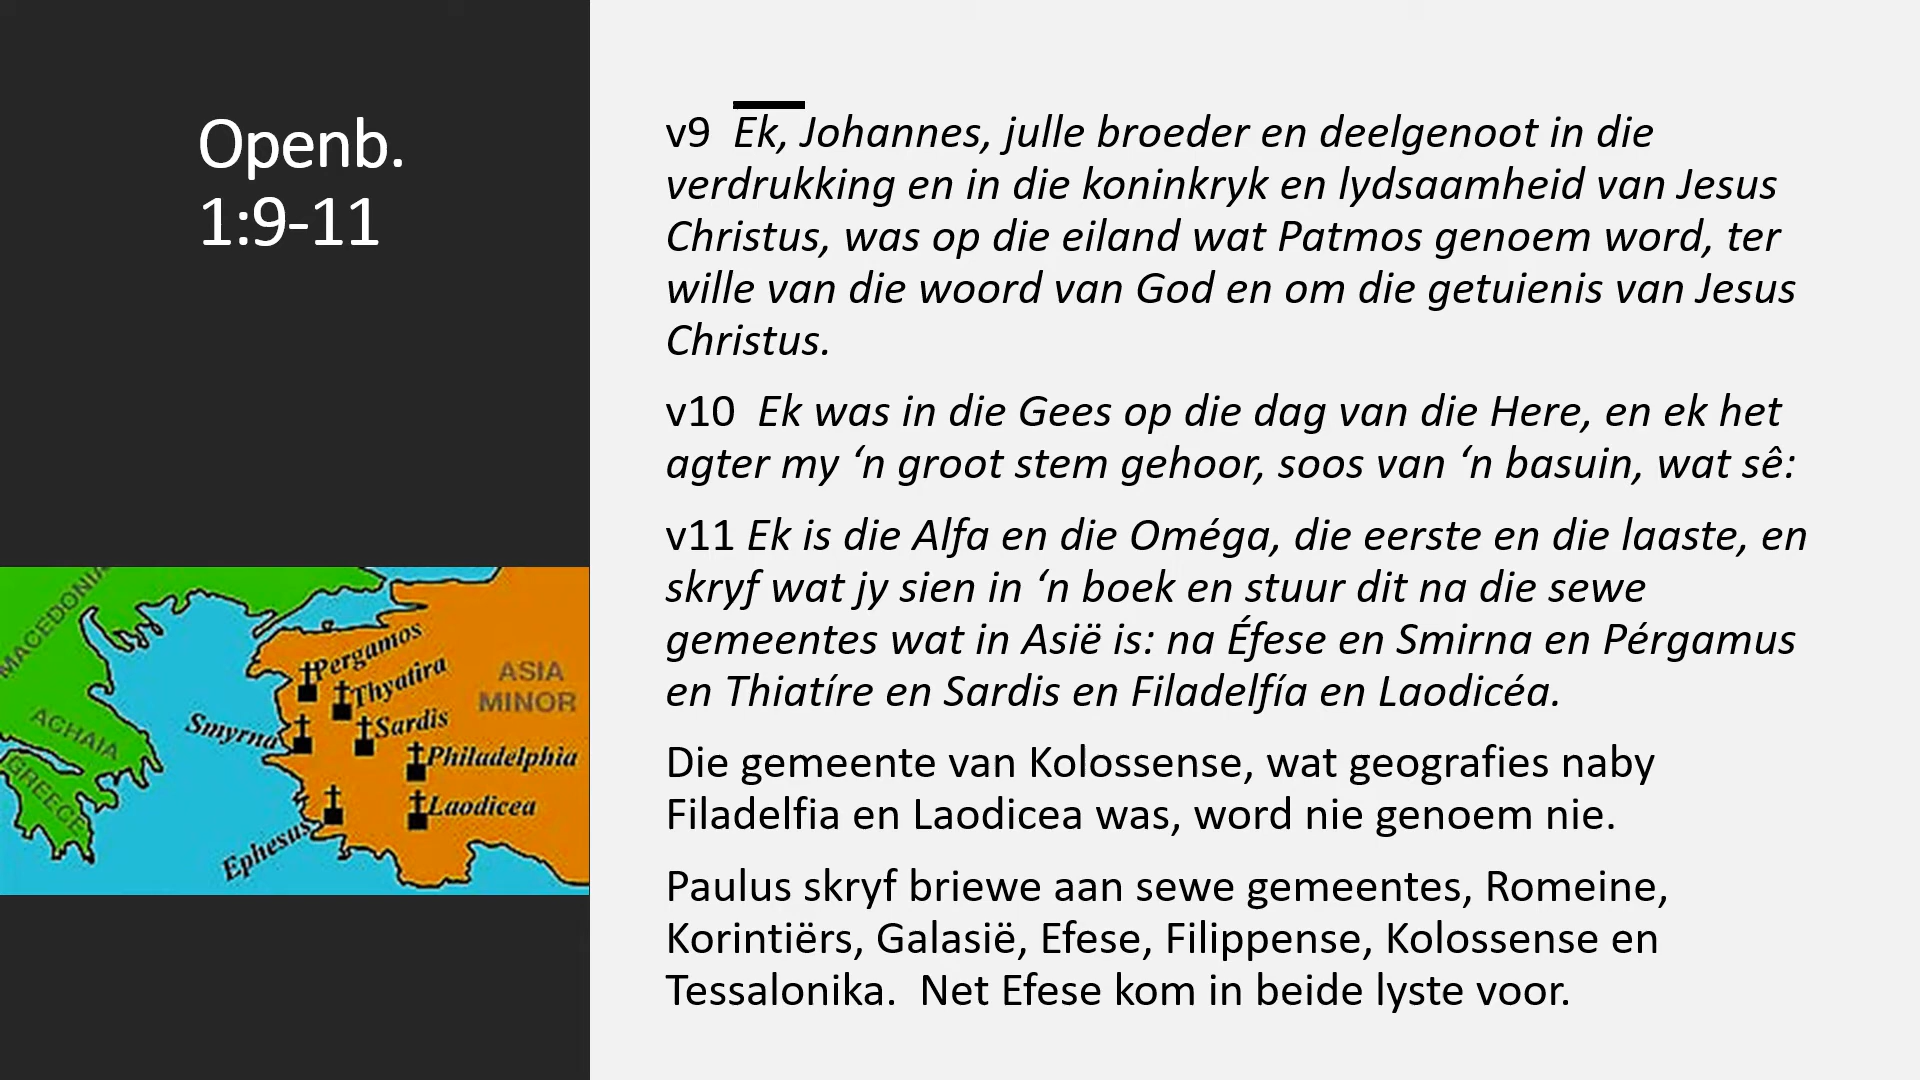 Openb.
1:9-11
v9  Ek, Johannes, julle broeder en deelgenoot in die
verdrukking en in die koninkryk en lydsaamheid van Jesus
Christus, was op die eiland wat Patmos genoem word, ter
wille van die woord van God en om die getuienis van Jesus
Christus.
v10  Ek was in die Gees op die dag van die Here, en ek het
agter my ‘n groot stem gehoor, soos van ‘n basuin, wat sê:
v11 Ek is die Alfa en die Oméga, die eerste en die laaste, en
skryf wat jy sien in ‘n boek en stuur dit na die sewe
gemeentes wat in Asië is: na Éfese en Smirna en Pérgamus
en Thiatíre en Sardis en Filadelfía en Laodicéa.
Die gemeente van Kolossense, wat geografies naby
Filadelfia en Laodicea was, word nie genoem nie.
Paulus skryf briewe aan sewe gemeentes, Romeine,
Korintiërs, Galasië, Efese, Filippense, Kolossense en
Tessalonika.  Net Efese kom in beide lyste voor.
MACEDONIA
Pergamos
Thyatira
ASIA
MINOR
ACHAIA
Smyrna
Sardis
Philadelphia
GREECE
Laodicea
Ephesus